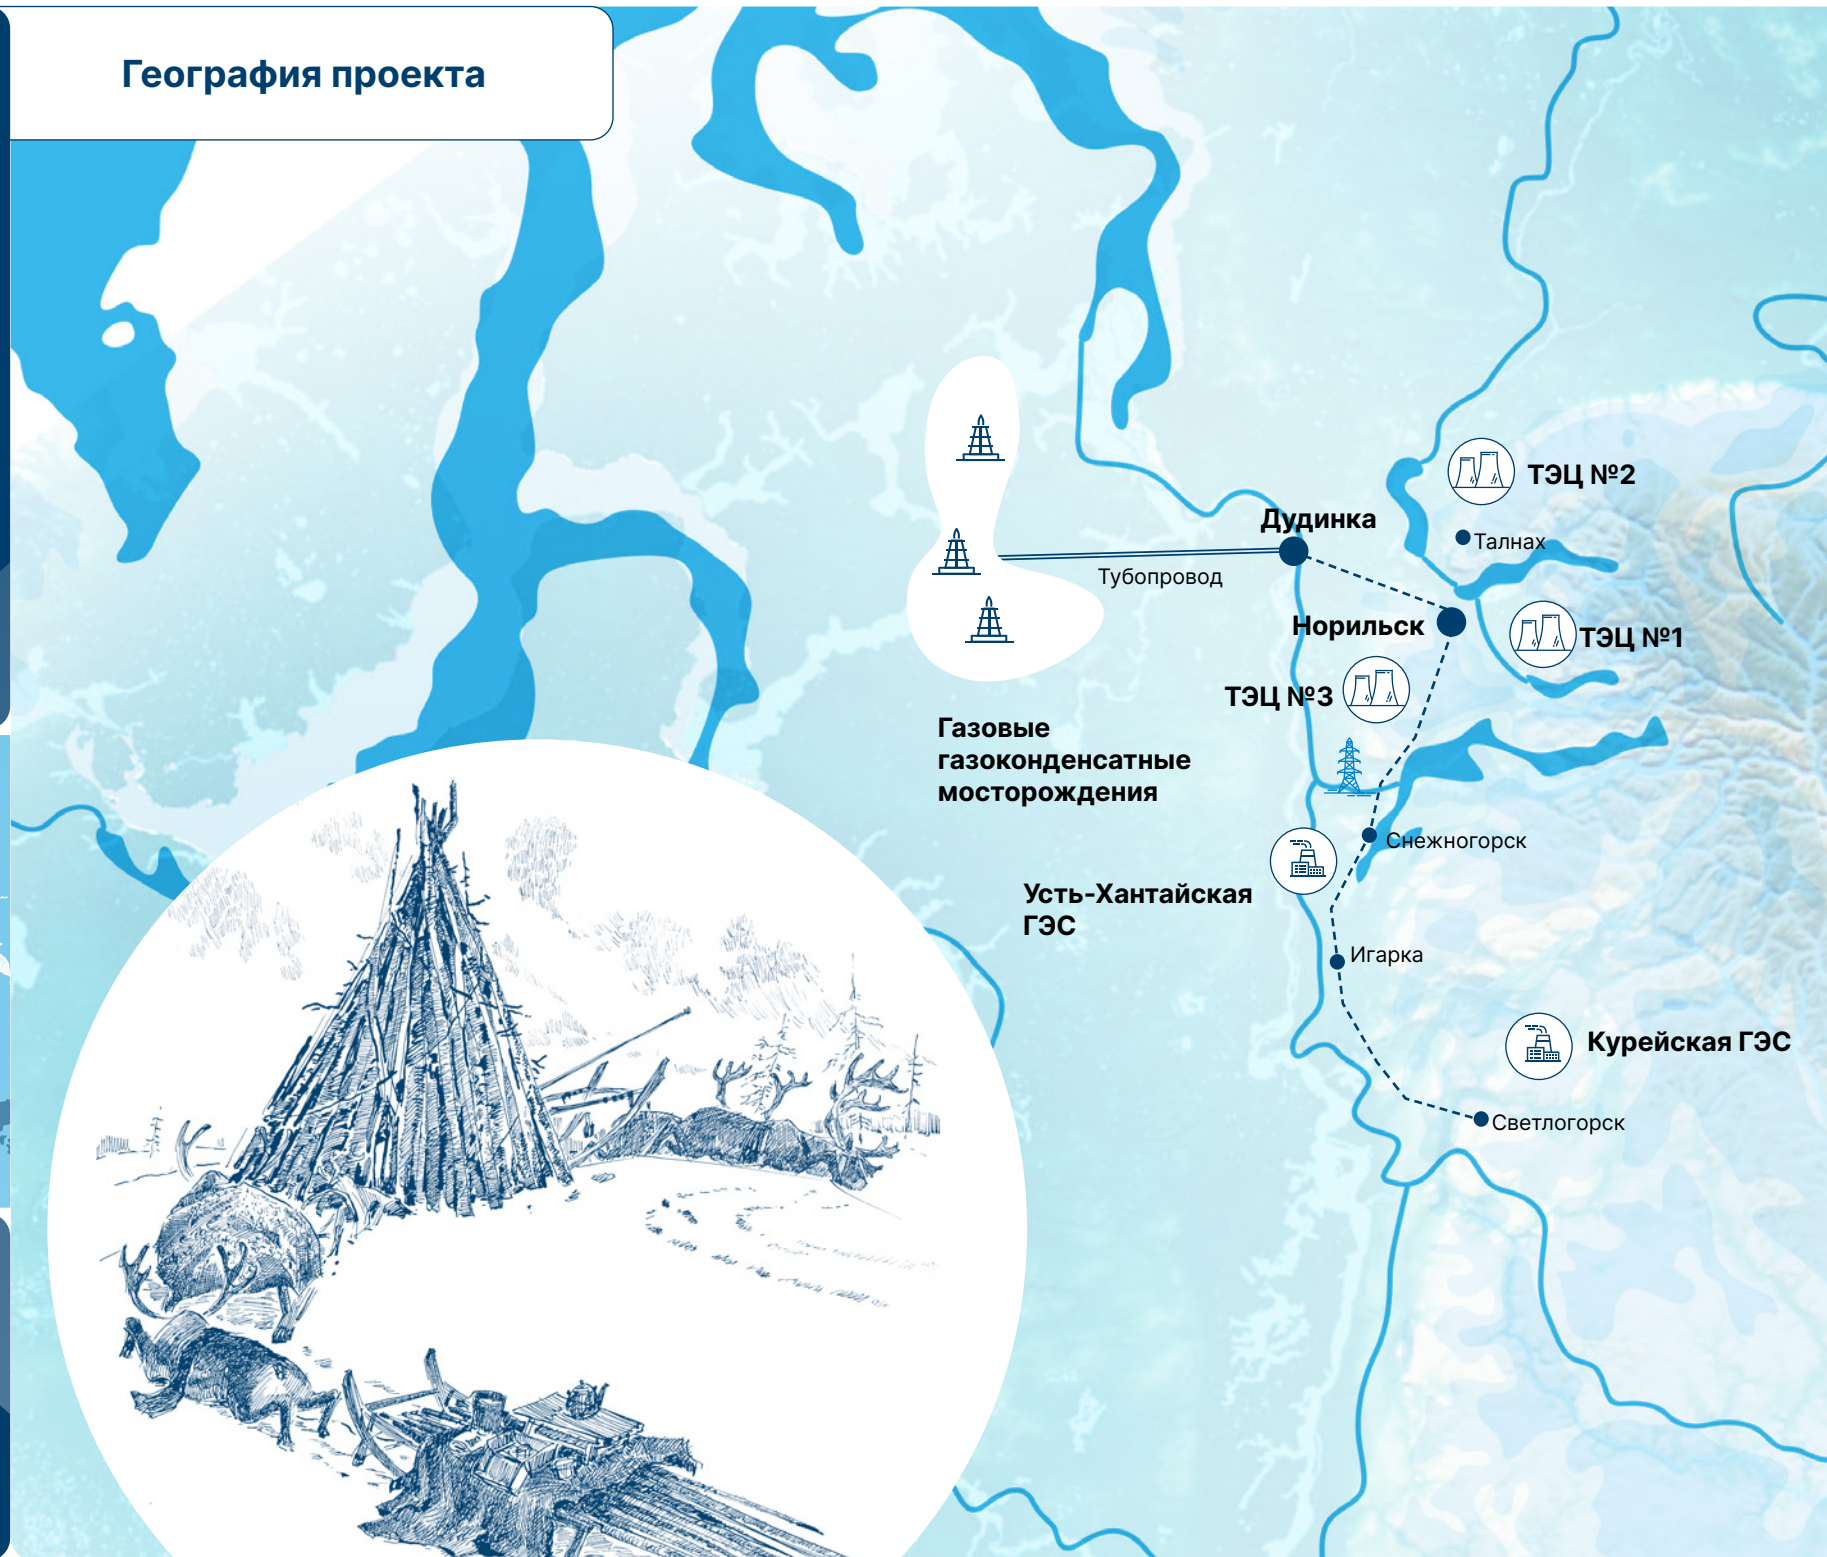 География проекта
ТЭЦ №2
Дудинка
Талнах
Тубопровод
Норильск
ТЭЦ №1
ТЭЦ №3
Газовые
газоконденсатные
мосторождения
Снежногорск
Усть-Хантайская
ГЭС
Игарка
Курейская ГЭС
Светлогорск